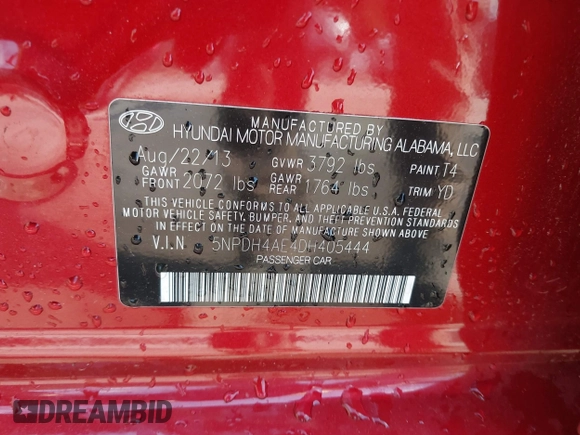 MANUFACTURED BY
HYUNDAI MOTOR MANUFACTURING ALABAMA, LLC
Aug/22/13 GVWR 3792 lbs PAINT T4
GAWR FRONT 2072 lbs GAWR REAR 1764 lbs TRIM YD
THIS VEHICLE CONFORMS TO ALL APPLICABLE U.S.A. FEDERAL
MOTOR VEHICLE SAFETY, BUMPER, AND THEFT PREVENTION STANDARDS
IN EFFECT ON THE DATE OF MANUFACTURE SHOWN ABOVE.
V.I.N 5NPDH4AE4DH405444
PASSENGER CAR
DREAMBID